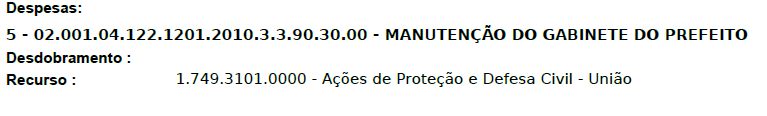 Despesas:
5 - 02.001.04.122.1201.2010.3.3.90.30.00 - MANUTENÇÃO DO GABINETE DO PREFEITO
Desdobramento :
Recurso : 1.749.3101.0000 - Ações de Proteção e Defesa Civil - União